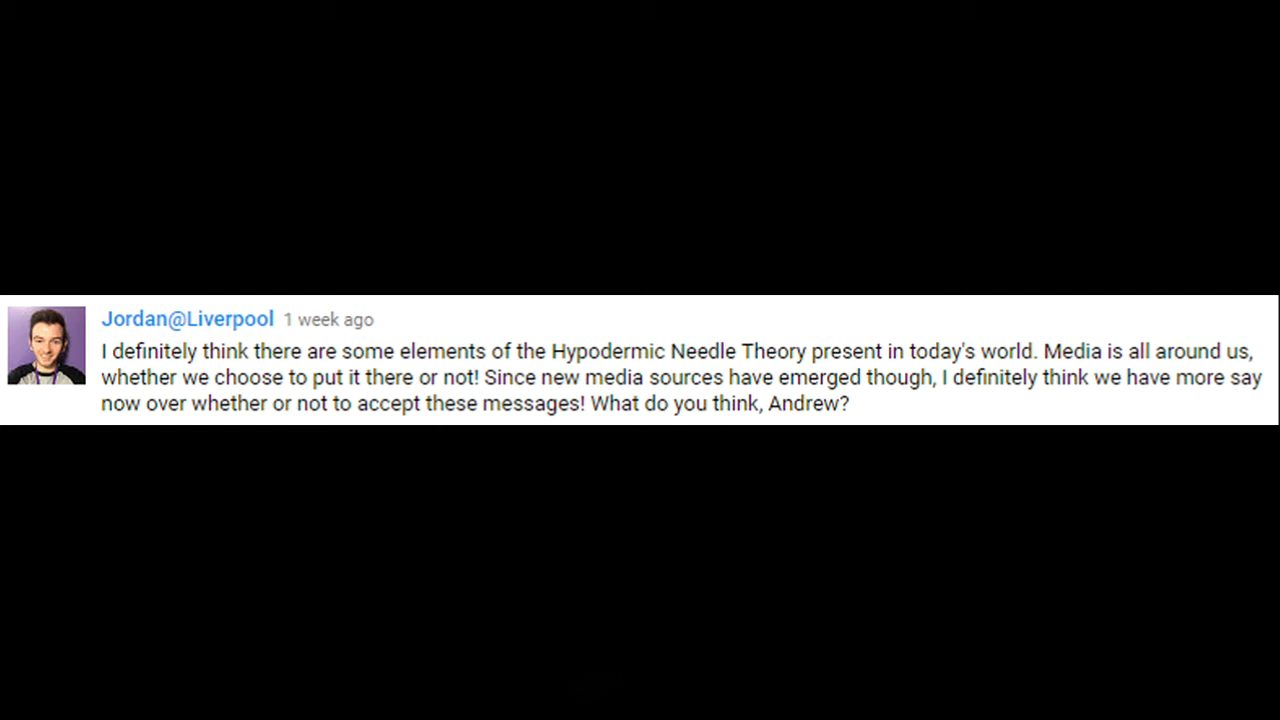 Jordan@Liverpool 1 week ago
I definitely think there are some elements of the Hypodermic Needle Theory present in today's world. Media is all around us,
whether we choose to put it there or not! Since new media sources have emerged though, I definitely think we have more say
now over whether or not to accept these messages! What do you think, Andrew?